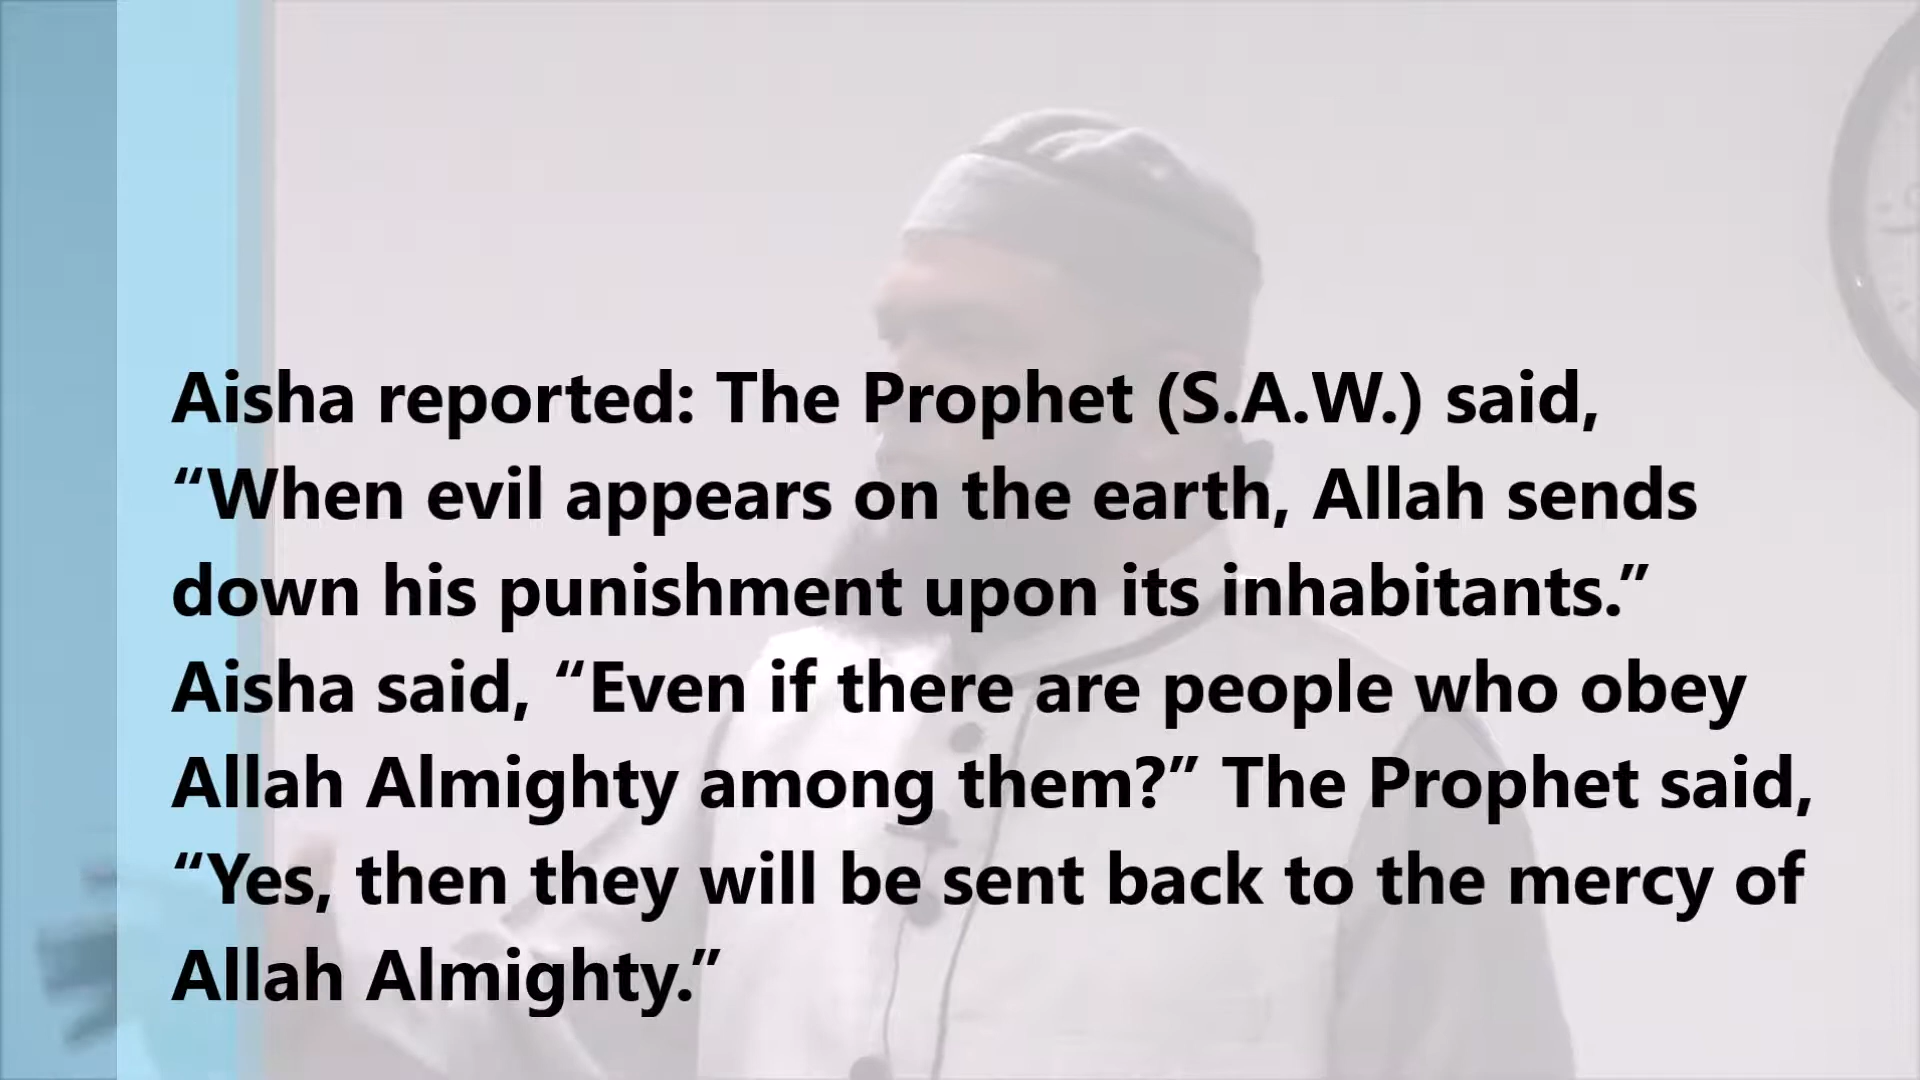 Aisha reported: The Prophet (S.A.W.) said,
“When evil appears on the earth, Allah sends
down his punishment upon its inhabitants.”
Aisha said, “Even if there are people who obey
Allah Almighty among them?” The Prophet said,
“Yes, then they will be sent back to the mercy of
Allah Almighty.”